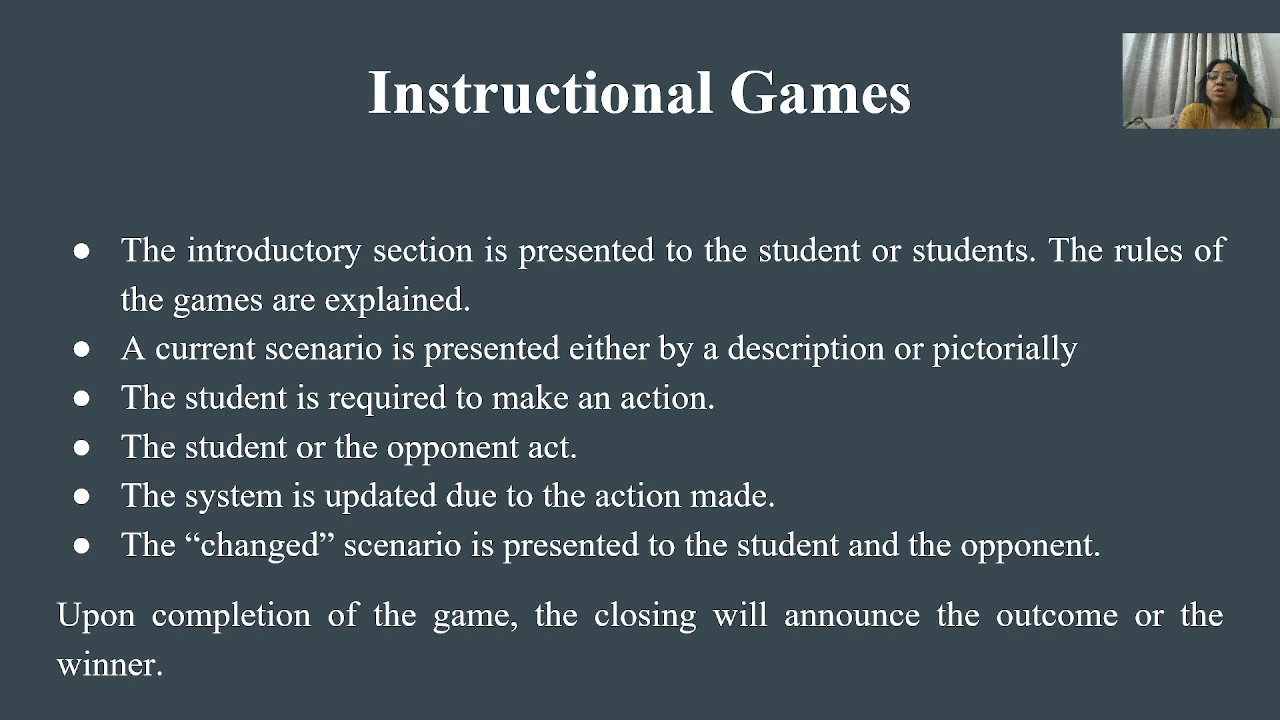 Instructional Games
● The introductory section is presented to the student or students. The rules of
the games are explained.
● A current scenario is presented either by a description or pictorially
● The student is required to make an action.
● The student or the opponent act.
● The system is updated due to the action made.
● The “changed” scenario is presented to the student and the opponent.
Upon completion of the game, the closing will announce the outcome or the
winner.